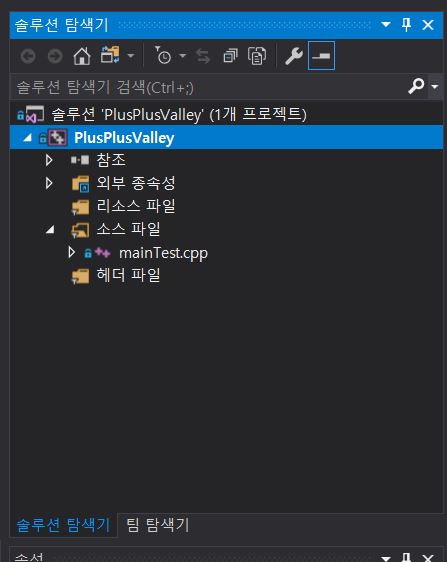 솔루션 탐색기
솔루션 탐색기 검색(Ctrl+;)
솔루션 'PlusPlusValley' (1개 프로젝트)
PlusPlusValley
참조
외부 종속성
리소스 파일
소스 파일
mainTest.cpp
헤더 파일
솔루션 탐색기 팀 탐색기
속성